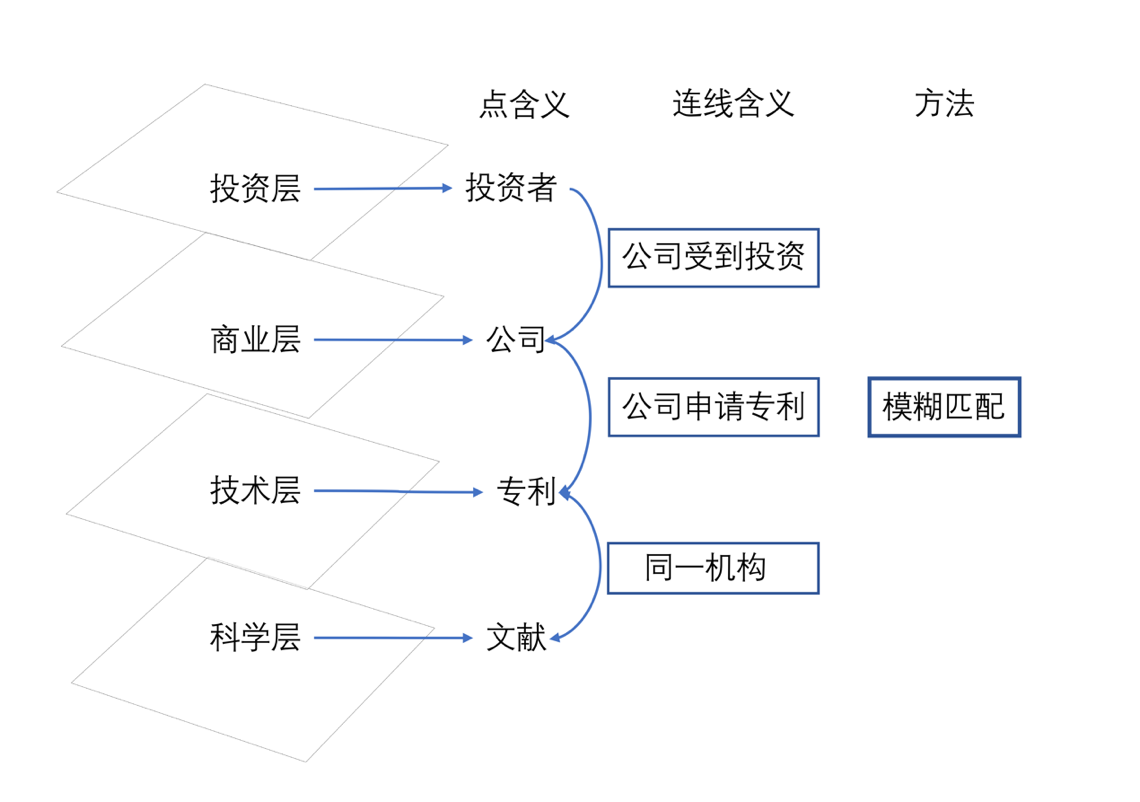 点含义 连线含义 方法
投资层 投资者
公司受到投资
商业层 公司
公司申请专利 模糊匹配
技术层 专利
同一机构
科学层 文献